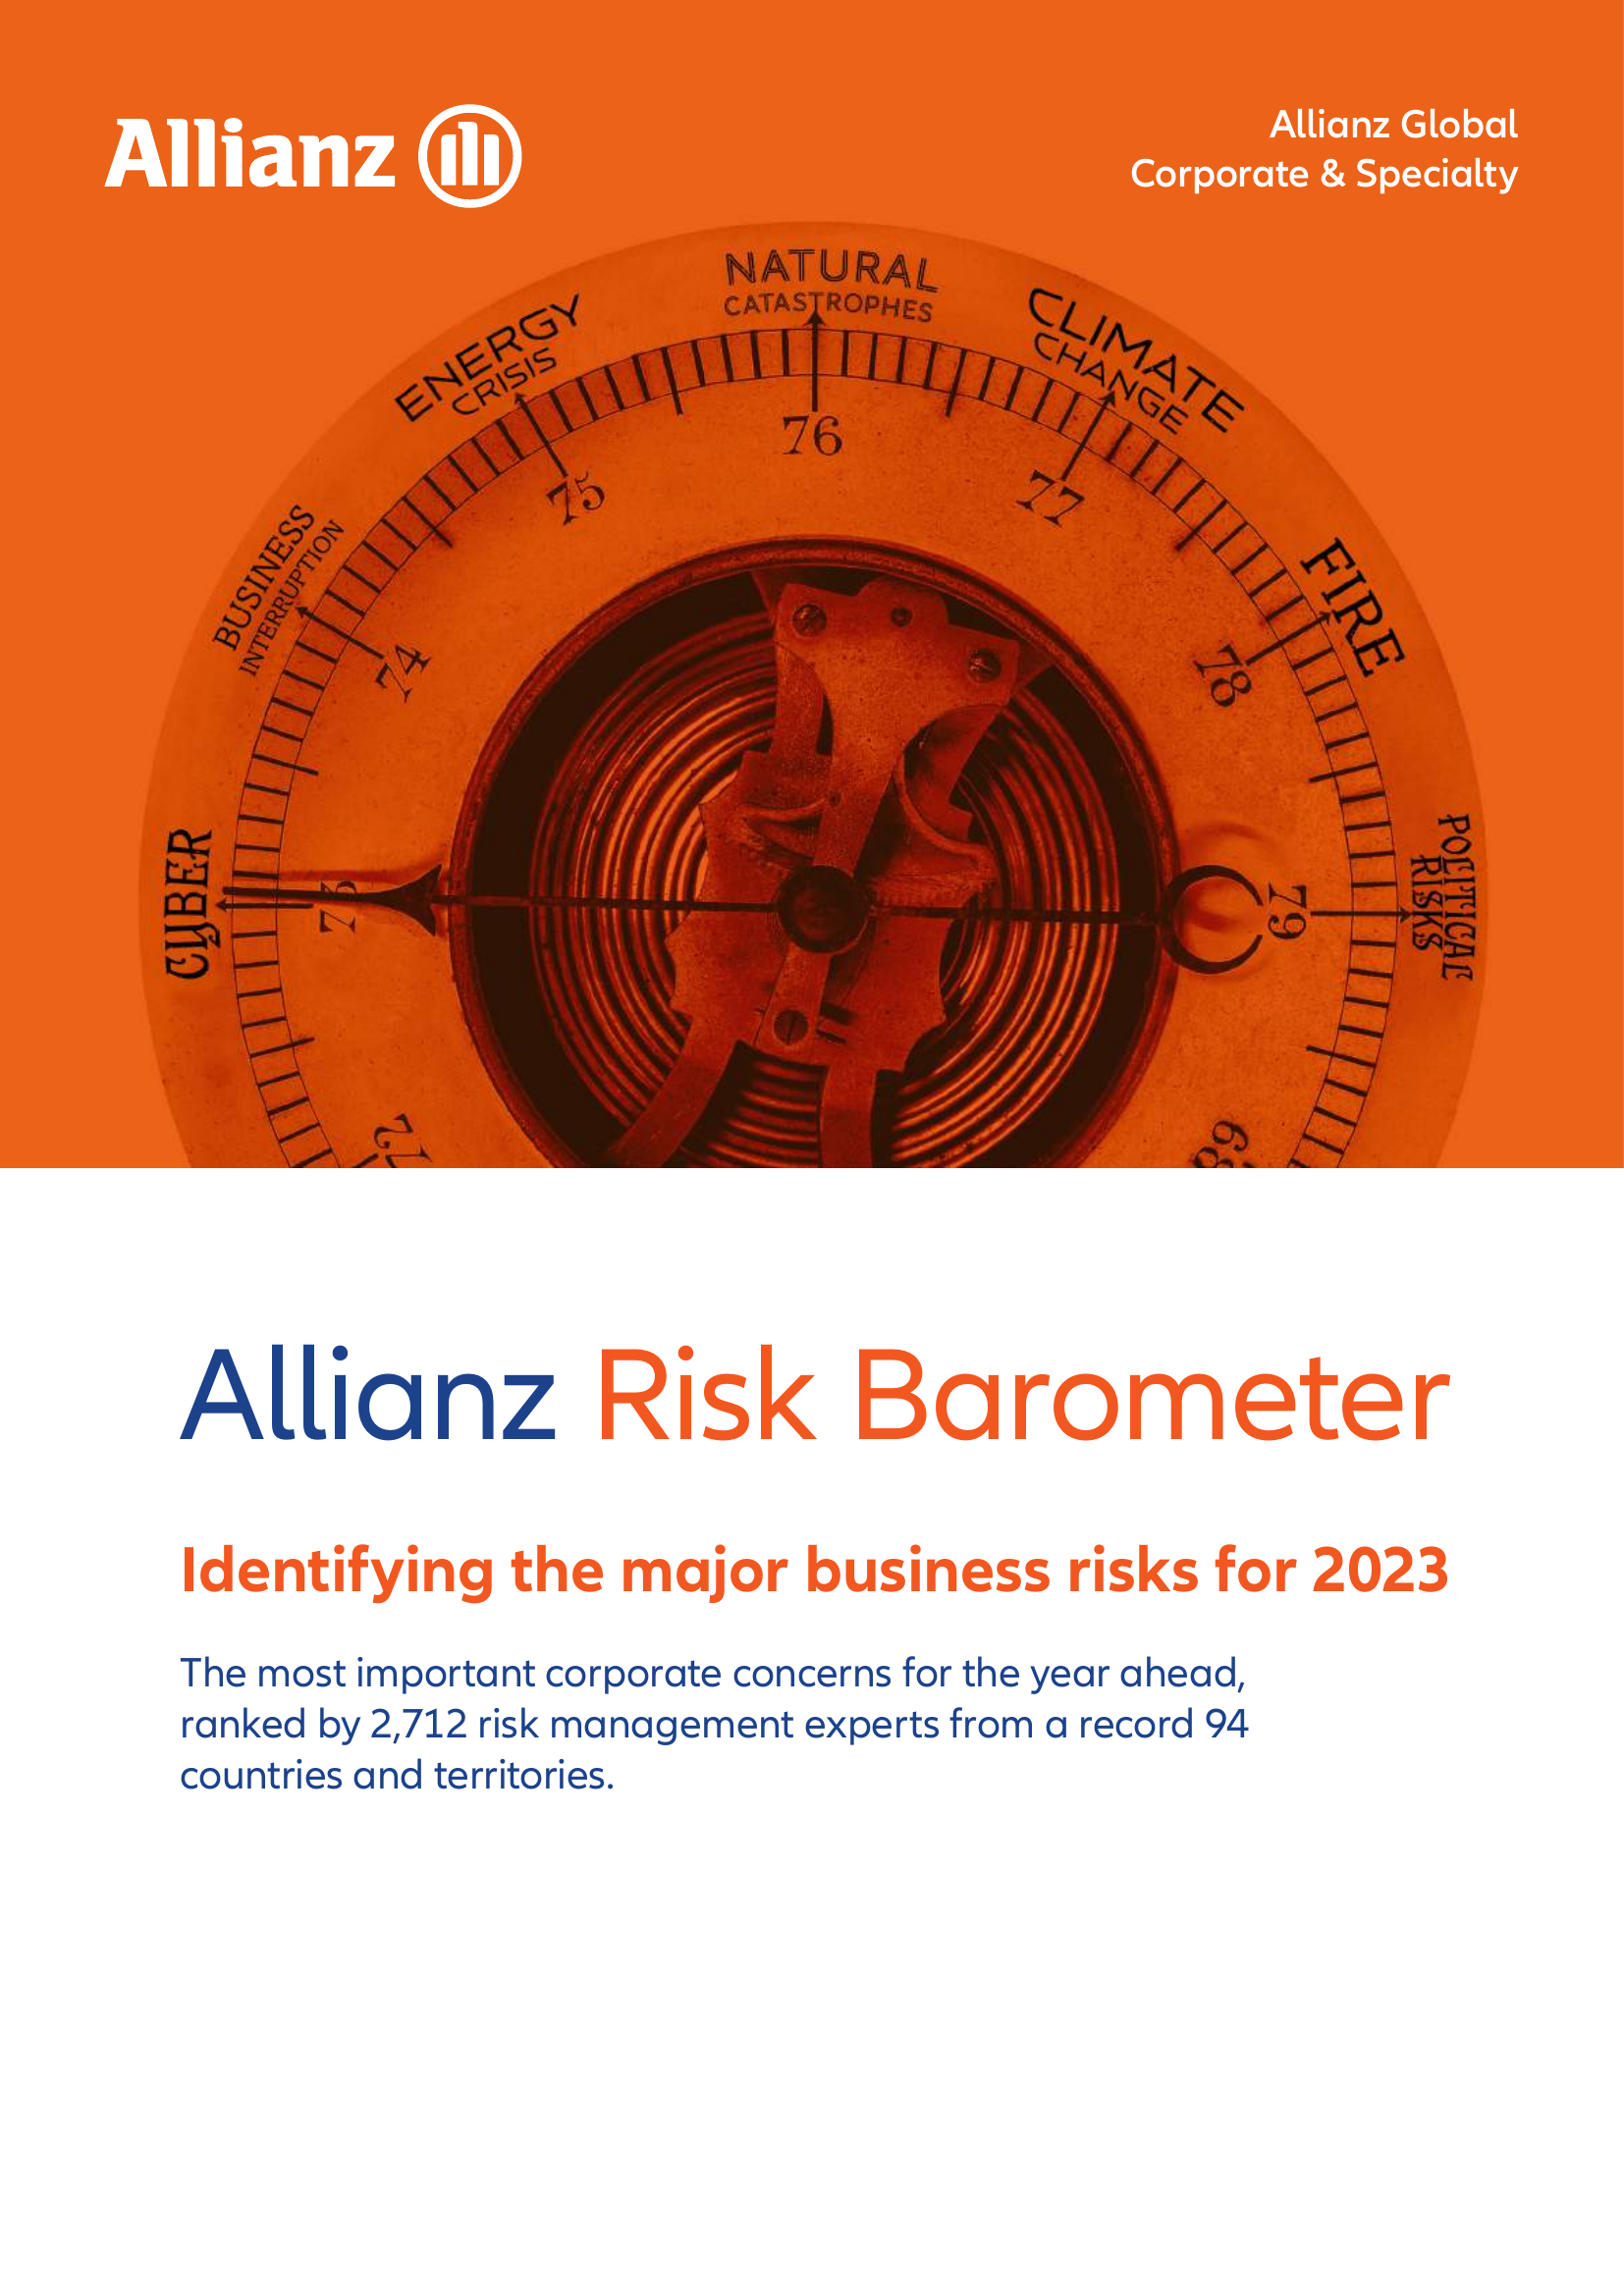 Allianz
Allianz Global
Corporate & Specialty
NATURAL
CATASTROPHES
ENERGY
CRISIS
CLIMATE
CHANGE
76
75
77
BUSINESS
INTERRUPTION
FIRE
74
78
CYBER
73
79
POLITICAL
RISKS
72
Allianz Risk Barometer
Identifying the major business risks for 2023
The most important corporate concerns for the year ahead,
ranked by 2,712 risk management experts from a record 94
countries and territories.